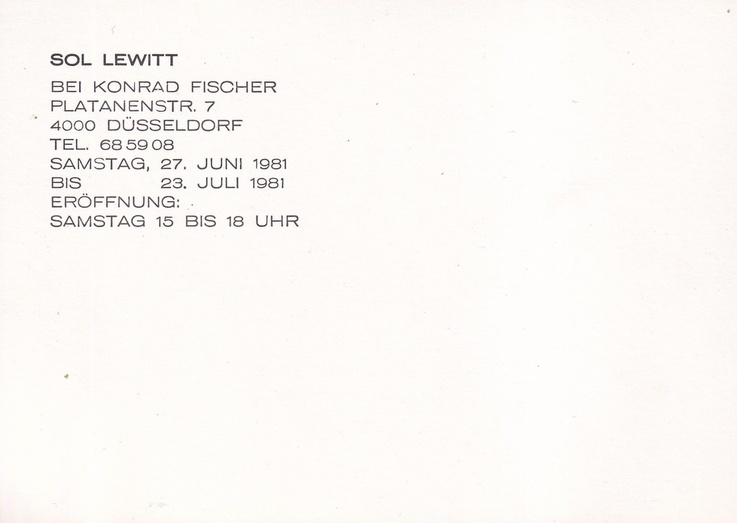 SOL LEWITT
BEI KONRAD FISCHER
PLATANENSTR. 7
4000 DÜSSELDORF
TEL. 68 59 08
SAMSTAG, 27. JUNI 1981
BIS 23. JULI 1981
ERÖFFNUNG:
SAMSTAG 15 BIS 18 UHR